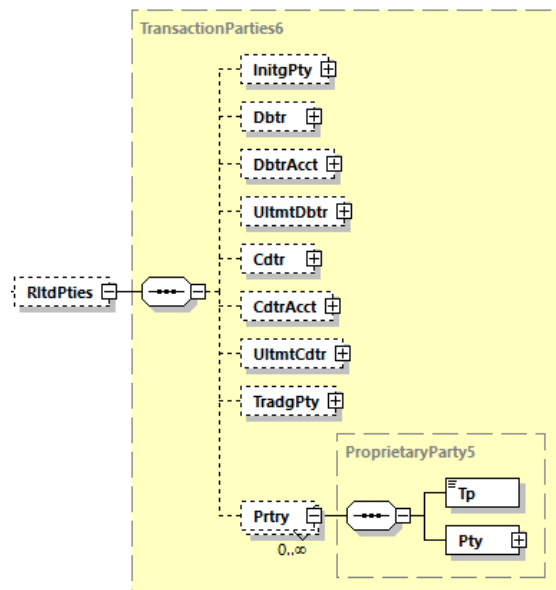 TransactionParties6
InitgPty
Dbtr
DbtrAcct
UltmtDbtr
Cdtr
RltdPties
CdtrAcct
UltmtCdtr
TradgPty
ProprietaryParty5
Tp
Prtry
Pty
0..∞